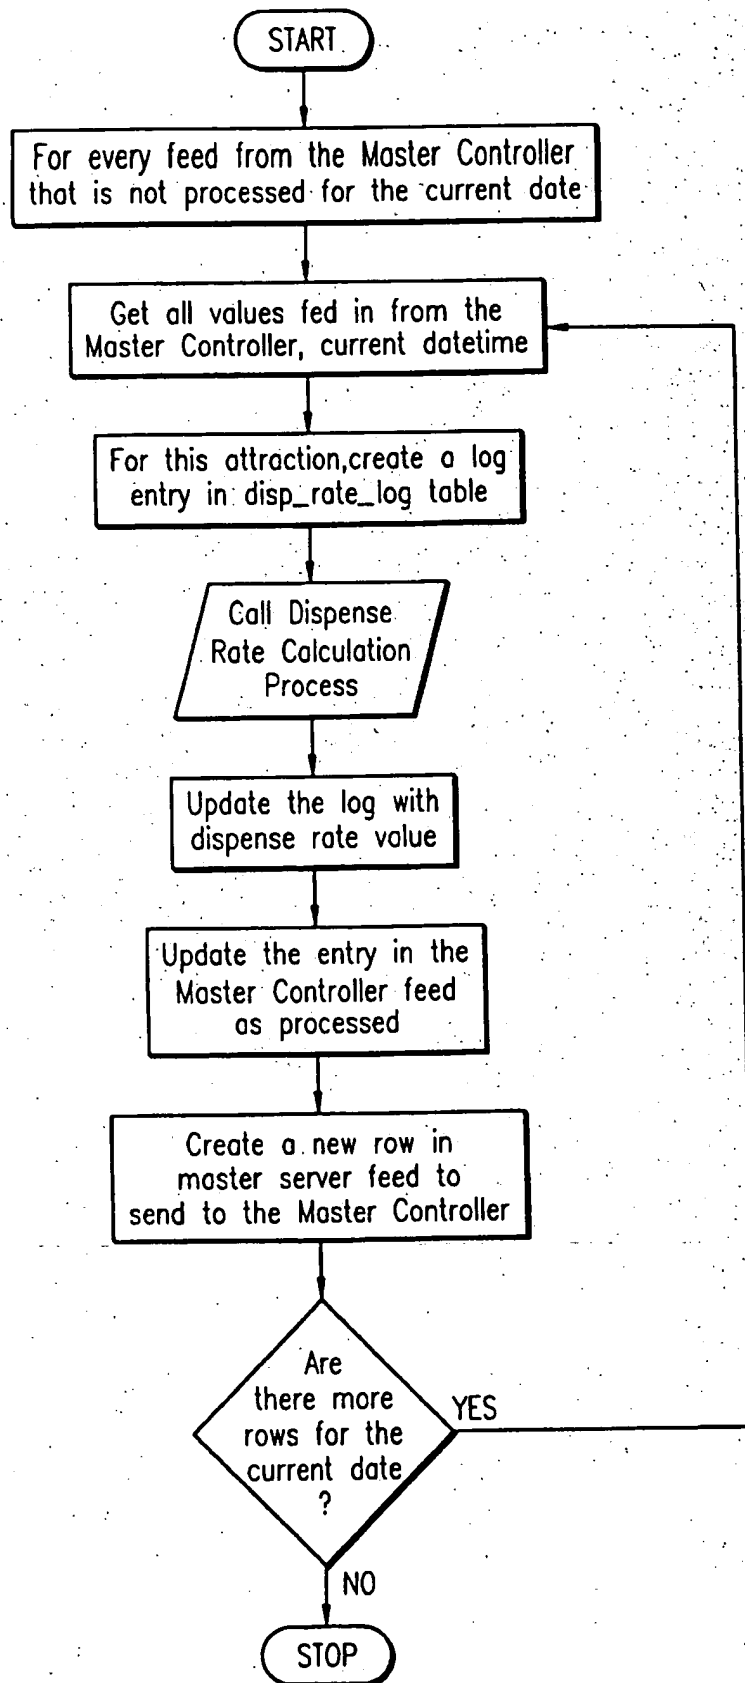 START
For every feed from the Master Controller
that is not processed for the current date
Get all values fed in from the
Master Controller, current datetime
For this attraction,create a log
entry in disp_rate_log table
Call Dispense
Rate Calculation
Process
Update the log with
dispense rate value
Update the entry in the
Master Controller feed
as processed
Create a new row in
master server feed to
send to the Master Controller
Are
there more
rows for the
current date
?
YES
NO
STOP